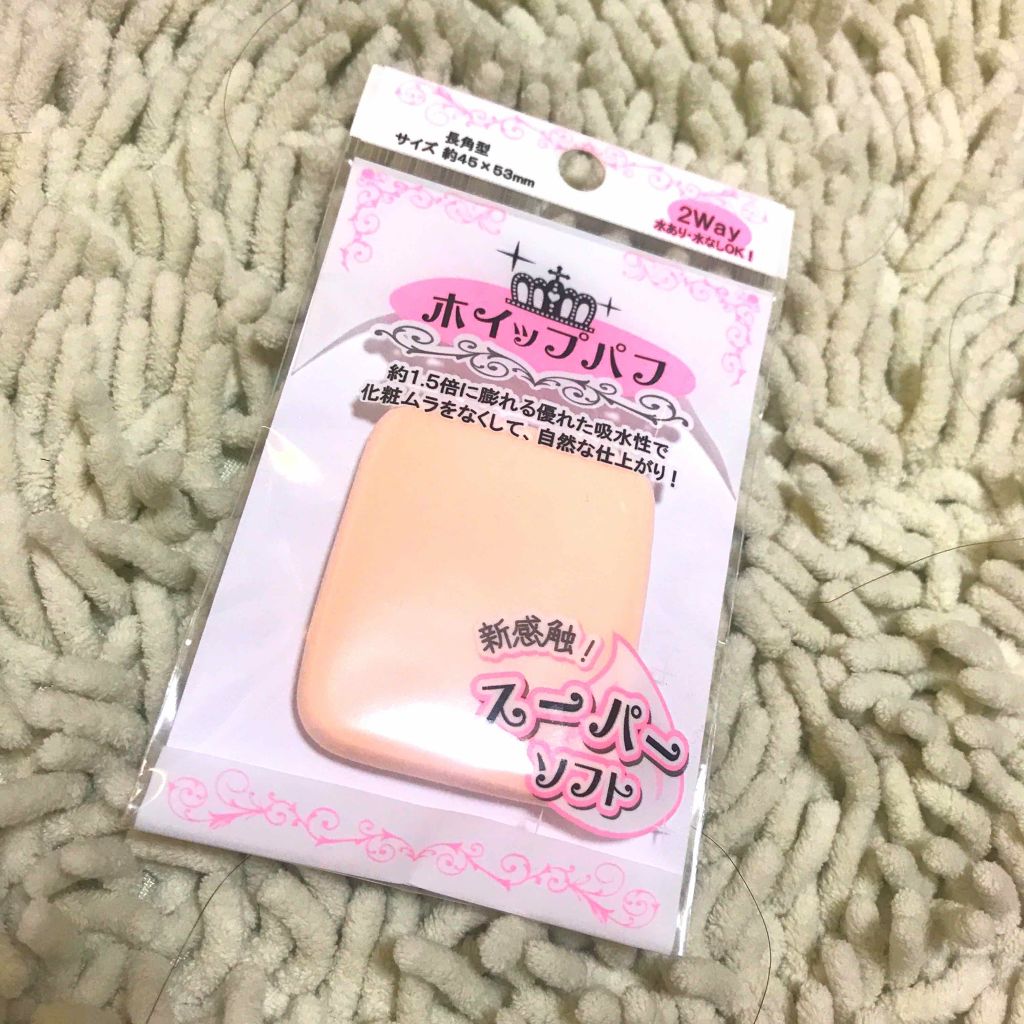 長角型
サイズ 約45×53mm
2Way
水あり・水なしOK!
ホイップパフ
約1.5倍に膨れる優れた吸水性で
化粧ムラをなくして、自然な仕上がり!
新感触!
スーパー
ソフト